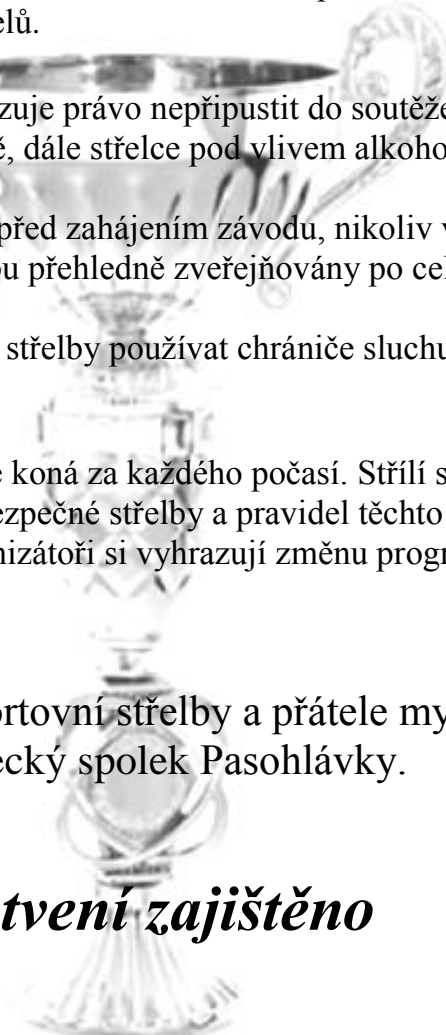 elů.
zuje právo nepřipustit do soutěže
ě, dále střelce pod vlivem alkoho
před zahájením závodu, nikoliv v
ou přehledně zveřejňovány po cel
střelby používat chrániče sluchu
e koná za každého počasí. Střílí s
ezpečné střelby a pravidel těchto
nizátoři si vyhrazují změnu progr
ortovní střelby a přátele my
ecký spolek Pasohlávky.
tvení zajištěno